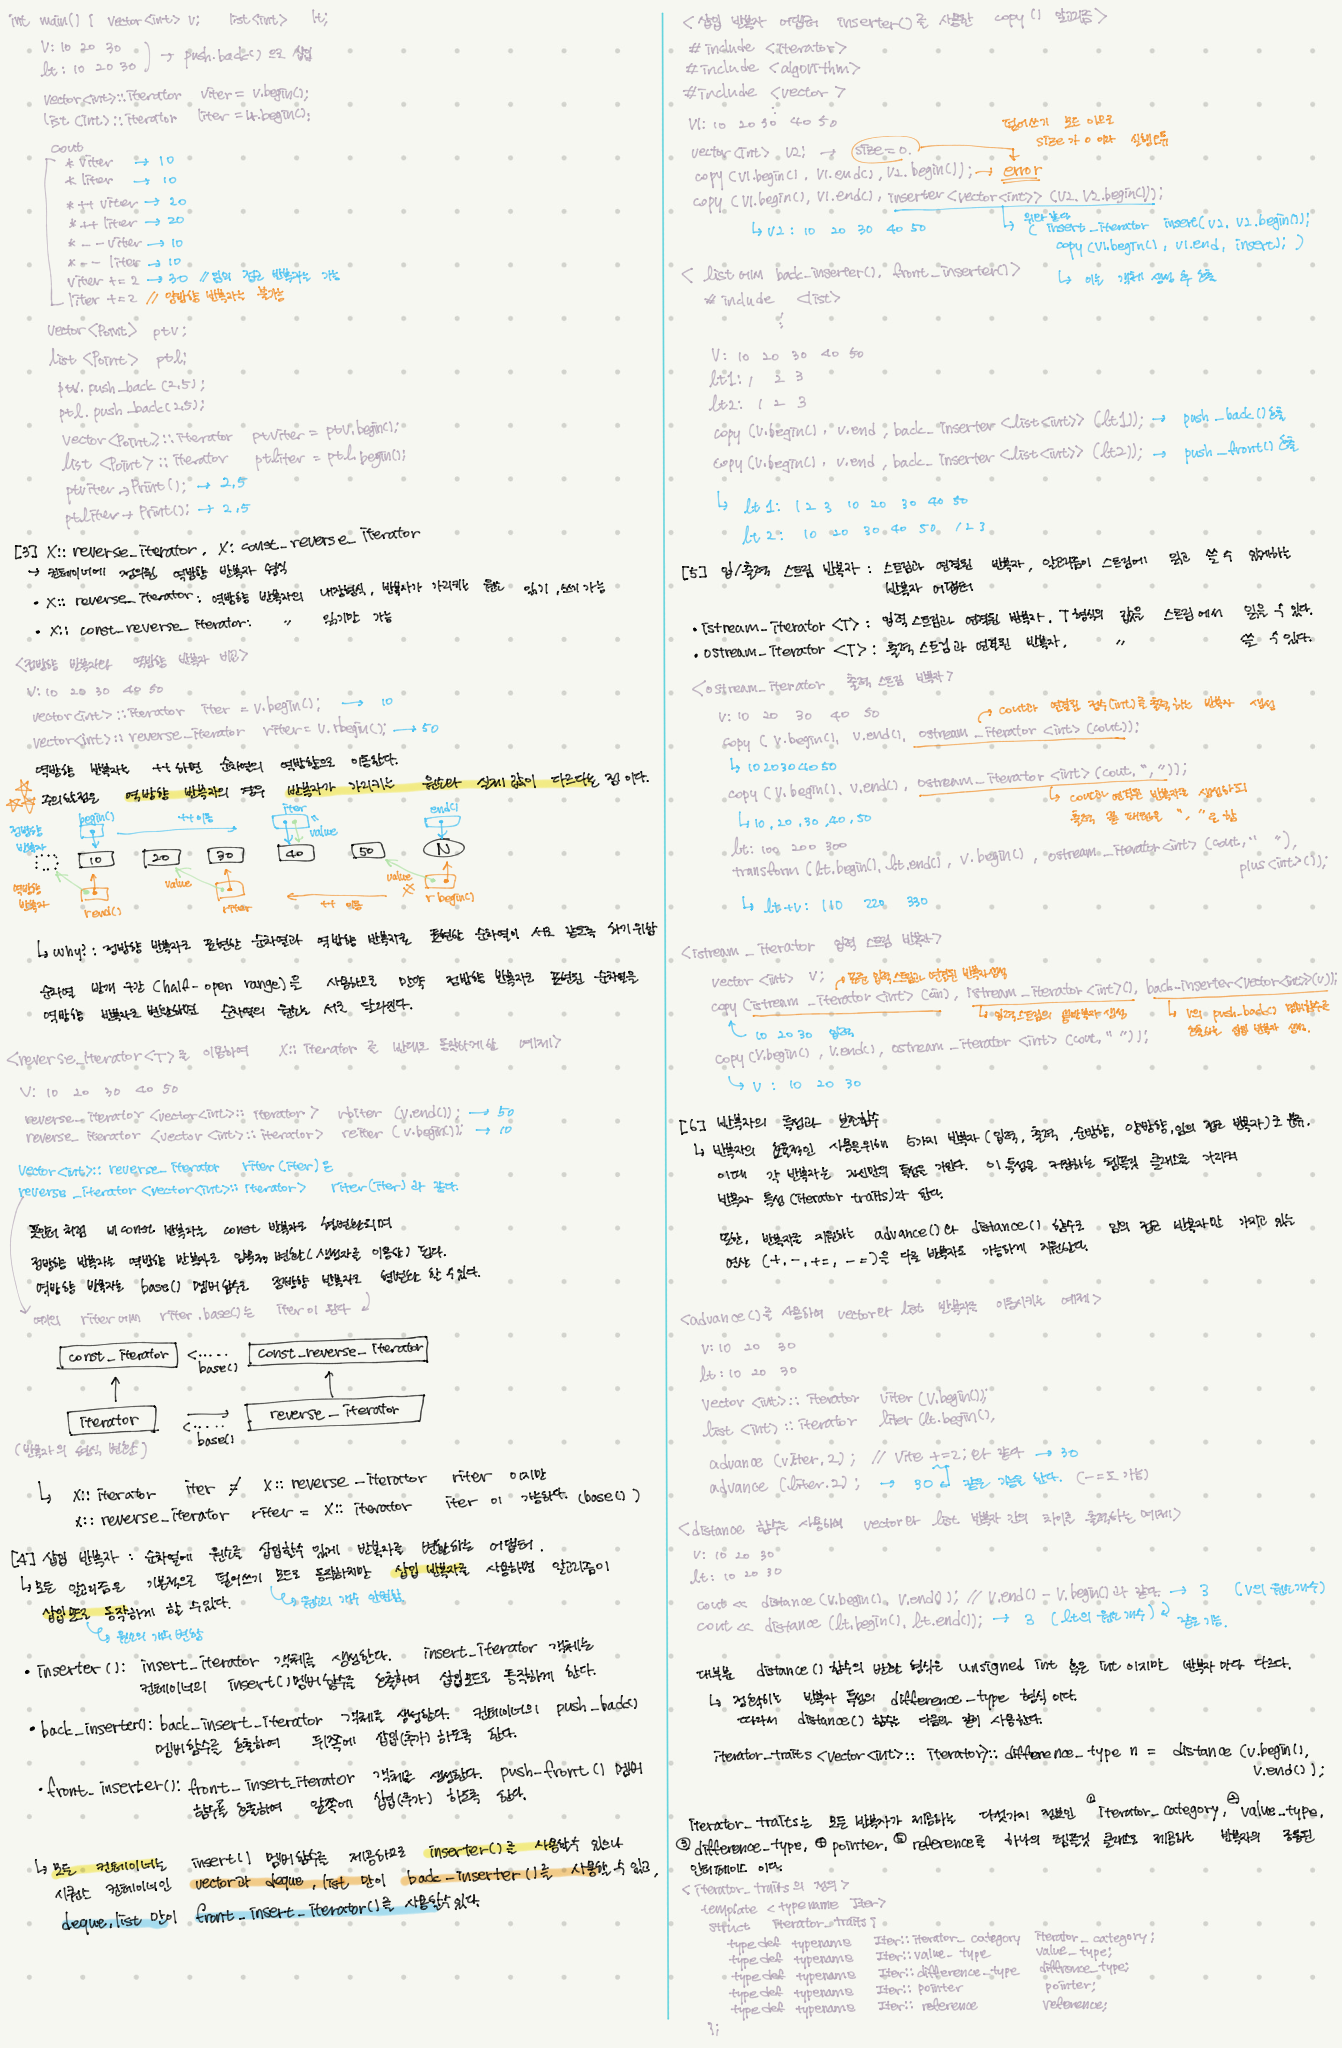 int main() { vector<int> v; list<int> lt;
V: 10 20 30
lt: 10 20 30
→ push.back() 으로 삽입
vector<int>::iterator viter = v.begin();
list<int>::iterator liter = lt.begin();
cout
* viter → 10
* liter → 10
*++ viter → 20
*++ liter → 20
*-- viter → 10
*-- liter → 10
viter += 2 → 30 // 임의 접근 반복자는 가능
liter += 2 // 양방향 반복자는 불가능
vector<Point> ptv;
list<Point> ptl;
ptv.push_back(2,5);
ptl.push_back(2,5);
vector<Point>::iterator ptviter = ptv.begin();
list<Point>::iterator ptliter = ptl.begin();
ptviter→Print(); → 2,5
ptliter→Print(); → 2,5
[3] X::reverse_iterator, X:const_reverse_iterator
→ 컨테이너에 정의된 역방향 반복자 형식
• X::reverse_iterator: 역방향 반복자의 내장형식, 반복자가 가리키는 원소 읽기, 쓰기 가능
• X::const_reverse_iterator: 〃 읽기만 가능
<정방향 반복자와 역방향 반복자 비교>
V: 10 20 30 40 50
vector<int>::iterator iter = v.begin(); → 10
vector<int>::reverse_iterator riter = v.rbegin(); → 50
역방향 반복자는 ++하면 순차열의 역방향으로 이동한다.
주의할점은 역방향 반복자의 경우 반복자가 가리키는 원소와 실제 값이 다르다는 점이다.
정방향 반복자
begin()
++ 이동
iter
value
end()
10 20 30 40 50 N
역방향 반복자
rend()
value
riter
++ 이동
value
rbegin()
↳ why?: 정방향 반복자로 표현한 순차열과 역방향 반복자로 표현한 순차열이 서로 같도록 하기위함
순차열 반개 구간(half-open range)은 사용하므로 만약 정방향 반복자로 표현된 순차열을
역방향 반복자로 변환하면 순차열의 원소는 서로 달라진다.
<reverse_iterator<T>를 이용하여 X::iterator를 반대로 동작하게 한 예제>
V: 10 20 30 40 50
reverse_iterator<vector<int>::iterator> rbiter(v.end()); → 50
reverse_iterator<vector<int>::iterator> reiter(v.begin()); → 10
vector<int>::reverse_iterator riter(iter)는
reverse_iterator<vector<int>::iterator> riter(iter)과 같다.
포인터 처럼 비const 반복자는 const 반복자로 형변환되며
정방향 반복자는 역방향 반복자로 암묵적 변환(생성자를 이용한) 된다.
역방향 반복자는 base() 멤버 함수로 정방향 반복자로 형변환 할수있다.
예의 riter에서 riter.base()는 iter이 된다
const_iterator <..... base() const_reverse_iterator
iterator <..... base() reverse_iterator
(반복자의 형식 변환)
↳ X::iterator iter ≠ X::reverse_iterator riter 이지만
X::reverse_iterator riter = X::iterator iter 이 가능하다. (base())
[4] 삽입 반복자 : 순차열에 원소를 삽입할수 있게 반복자를 변환하는 어댑터.
↳ 모든 알고리즘은 기본적으로 덮어쓰기 모드로 동작하지만 삽입 반복자를 사용하면 알고리즘이
삽입모드로 동작하게 할 수있다.
↳ 원소의 개수 안변함
↳ 원소의 개수 변함
• inserter(): insert_iterator 객체를 생성한다. insert_iterator 객체는
컨테이너의 insert() 멤버함수를 호출하여 삽입모드로 동작하게 한다.
• back_inserter(): back_insert_iterator 객체를 생성한다. 컨테이너의 push_back()
멤버함수를 호출하여 뒤쪽에 삽입(추가) 하도록 한다.
• front_inserter(): front_insert_iterator 객체를 생성한다. push-front() 멤버
함수를 호출하여 앞쪽에 삽입(추가) 하도록 한다.
↳ 모든 컨테이너는 insert() 멤버함수를 제공하므로 inserter()를 사용할수 있으나
시퀀스 컨테이너인 vector과 deque, list 만이 back-inserter()를 사용할 수 있고,
deque, list 만이 front_insert_iterator()를 사용할수있다.
<삽입 반복자 어댑터 inserter()를 사용한 copy() 알고리즘>
#include <iterator>
#include <algorithm>
#include <vector>
V1: 10 20 30 40 50
vector<int> V2; → size=0.
덮어쓰기 모드 이므로
size가 0이라 실행오류
copy(V1.begin(), V1.end(), V2.begin()); → error
copy(V1.begin(), V1.end(), inserter<vector<int>>(V2, V2.begin()));
↳ V2: 10 20 30 40 50
↳ 위와 같다
( insert_iterator insert(V2, V2.begin());
copy(V1.begin(), V1.end, insert); )
↳ 이는 객체 생성 후 호출
<list에서 back_inserter(), front_inserter()>
#include <list>
V: 10 20 30 40 50
lt1: 1 2 3
lt2: 1 2 3
copy(V.begin(), v.end, back_inserter<list<int>>(lt1)); → push_back()호출
copy(V.begin(), v.end, back_inserter<list<int>>(lt2)); → push_front()호출
↳ lt1: 1 2 3 10 20 30 40 50
lt2: 10 20 30 40 50 1 2 3
[5] 입/출력 스트림 반복자 : 스트림과 연결된 반복자, 알고리즘이 스트림에 읽고 쓸 수 있게하는
반복자 어댑터
• istream_iterator<T> : 입력 스트림과 연결된 반복자. T형식의 값을 스트림에서 읽을 수 있다.
• ostream_iterator<T> : 출력 스트림과 연결된 반복자, 〃 쓸 수 있다.
<ostream_iterator 출력 스트림 반복자>
V: 10 20 30 40 50
→ cout과 연결된 정수(int)를 출력하는 반복자 생성
copy(V.begin(), v.end(), ostream_iterator<int>(cout));
↳ 1020304050
copy(V.begin(), v.end(), ostream_iterator<int>(cout, ","));
↳ cout과 연결된 반복자로 생성하되
출력 할 패턴은 "," 로 함
↳ 10,20,30,40,50
lt: 100 200 300
transform(lt.begin(), lt.end(), v.begin(), ostream_iterator<int>(cout, " "),
plus<int>());
↳ lt+v: 110 220 330
<istream_iterator 입력 스트림 반복자>
vector<int> V; → 표준 입력스트림과 연결된 반복자 생성
copy(istream_iterator<int>(cin), istream_iterator<int>(), back-inserter<vector<int>>(v));
↳ 입력스트림의 끝반복자 생성
↳ V의 push-back() 멤버함수를
호출하는 삽입 반복자 생성.
10 20 30 입력
copy(V.begin(), V.end(), ostream_iterator<int>(cout, " "));
↳ V : 10 20 30
[6] 반복자의 특성과 보조함수
↳ 반복자의 효율적인 사용을위해 5가지 반복자(입력, 출력, 순방향, 양방향, 임의 접근 반복자)로 분류.
이때 각 반복자는 자신만의 특성을 가진다. 이 특성을 저장하는 템플릿 클래스를 가리켜
반복자 특성(iterator traits)라 한다.
또한, 반복자를 지원하는 advance()와 distance() 함수로 임의 접근 반복자만 가지고 있는
연산 (+, -, +=, -=)을 다른 반복자도 가능하게 지원한다.
<advance()를 사용하여 vector와 list 반복자를 이동시키는 예제>
V: 10 20 30
lt: 10 20 30
vector<int>::iterator viter(V.begin());
list<int>::iterator liter(lt.begin(),
advance(viter, 2); // vite +=2;와 같다 → 30
advance(liter, 2); → 30 같은 기능을 한다. (-=도 가능)
<distance 함수를 사용하여 vector와 list 반복자 간의 차이를 출력하는 예제>
V: 10 20 30
lt: 10 20 30
cout << distance(v.begin(), v.end()); // v.end() - v.begin()과 같다. → 3 (v의 원소개수)
cout << distance(lt.begin(), lt.end()); → 3 (lt의 원소개수) 같은 기능.
대부분 distance() 함수의 반환 형식은 unsigned int 혹은 int 이지만 반복자 마다 다르다.
↳ 정확히는 반복자 특성의 difference_type 형식 이다.
따라서 distance() 함수는 다음과 같이 사용한다.
iterator_traits<vector<int>::iterator>::difference_type n = distance(v.begin(),
v.end());
iterator_traits는 모든 반복자가 제공하는 다섯가지 정보인 ① iterator_category, ② value_type,
③ difference_type, ④ pointer, ⑤ reference를 하나의 템플릿 클래스로 제공하는 반복자의 공통된
인터페이스 이다.
<iterator_traits의 정의>
template <typename Iter>
struct iterator_traits {
typedef typename Iter::iterator_category iterator_category;
typedef typename Iter::value_type value_type;
typedef typename Iter::difference_type difference_type;
typedef typename Iter::pointer pointer;
typedef typename Iter::reference reference;
};